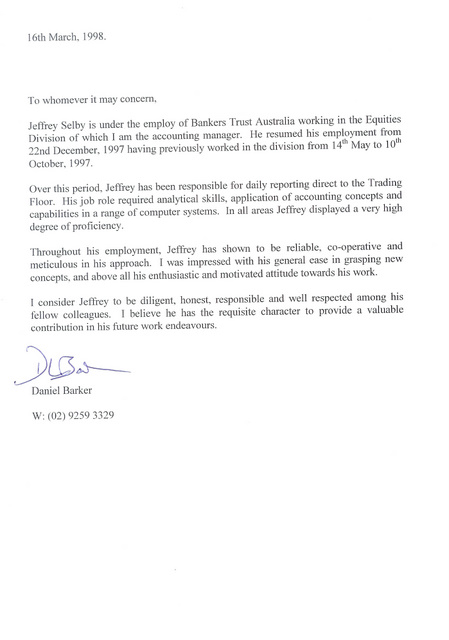 16th March, 1998.
To whomever it may concern,
Jeffrey Selby is under the employ of Bankers Trust Australia working in the Equities
Division of which I am the accounting manager. He resumed his employment from
22nd December, 1997 having previously worked in the division from 14th May to 10th
October, 1997.
Over this period, Jeffrey has been responsible for daily reporting direct to the Trading
Floor. His job role required analytical skills, application of accounting concepts and
capabilities in a range of computer systems. In all areas Jeffrey displayed a very high
degree of proficiency.
Throughout his employment, Jeffrey has shown to be reliable, co-operative and
meticulous in his approach. I was impressed with his general ease in grasping new
concepts, and above all his enthusiastic and motivated attitude towards his work.
I consider Jeffrey to be diligent, honest, responsible and well respected among his
fellow colleagues. I believe he has the requisite character to provide a valuable
contribution in his future work endeavours.
Daniel Barker
W: (02) 9259 3329